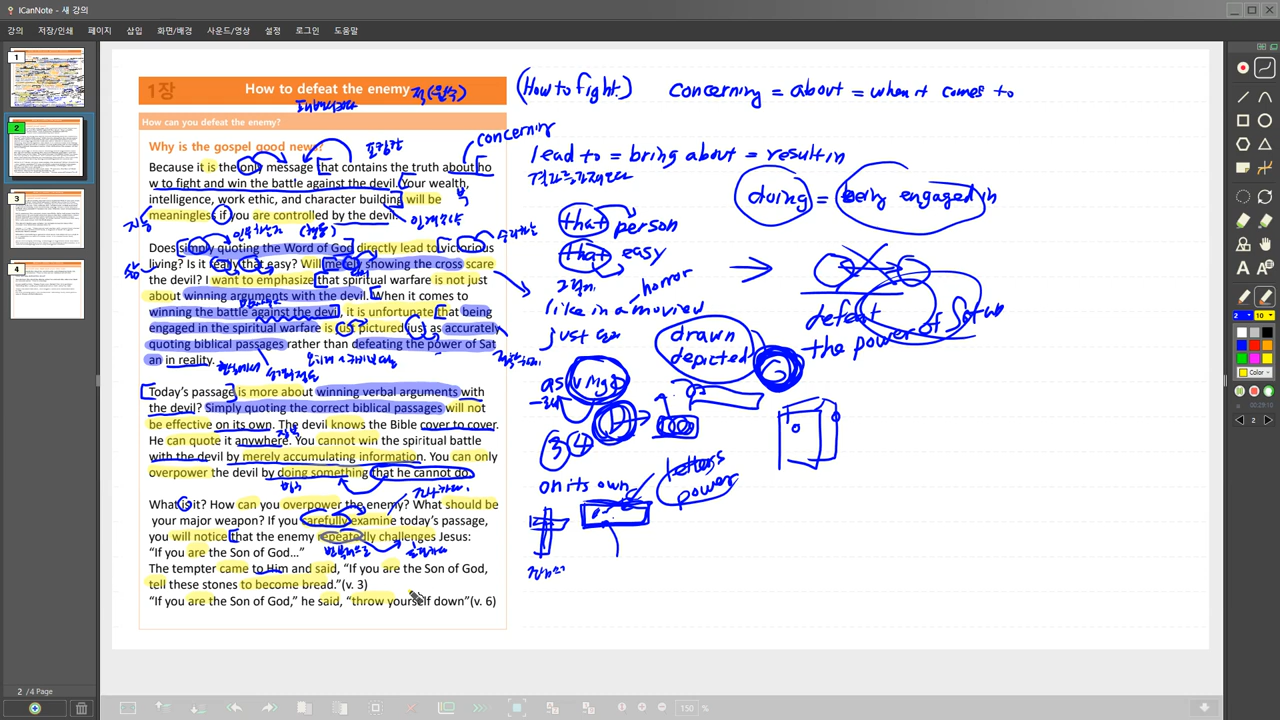 ICanNote - 새 강의
강의 저장/인쇄 페이지 삽입 화면/배경 사운드/영상 설정 로그인 도움말
1
2
3
4
1장 How to defeat the enemy 적(원수)
How can you defeat the enemy?
Why is the gospel good news?
Because it is the only message that contains the truth about ho
w to fight and win the battle against the devil. Your wealth,
intelligence, work ethic, and character building will be
meaningless if you are controlled by the devil.
Does simply quoting the Word of God directly lead to victorious
living? Is it really that easy? Will merely showing the cross scare
the devil? I want to emphasize that spiritual warfare is not just
about winning arguments with the devil. When it comes to
winning the battle against the devil, it is unfortunate that being
engaged in the spiritual warfare is just pictured just as accurately
quoting biblical passages rather than defeating the power of Sat
an in reality.
Today's passage is more about winning verbal arguments with
the devil? Simply quoting the correct biblical passages will not
be effective on its own. The devil knows the Bible cover to cover.
He can quote it anywhere. You cannot win the spiritual battle
with the devil by merely accumulating information. You can only
overpower the devil by doing something that he cannot do.
What is it? How can you overpower the enemy? What should be
your major weapon? If you carefully examine today's passage,
you will notice that the enemy repeatedly challenges Jesus:
"If you are the Son of God…"
The tempter came to Him and said, "If you are the Son of God,
tell these stones to become bread."(v. 3)
"If you are the Son of God," he said, "throw yourself down"(v. 6)
(How to fight.)
concerning = about = when it comes to
concerning
lead to = bring about = result in
doing = being engaged in
that person
that easy
horror
like in a movie
just as
drawn
depicted
defeat
the power of Satan
as
③ ④
on its own
letters
power
2 /4 Page
150 %
Color
2
10
2